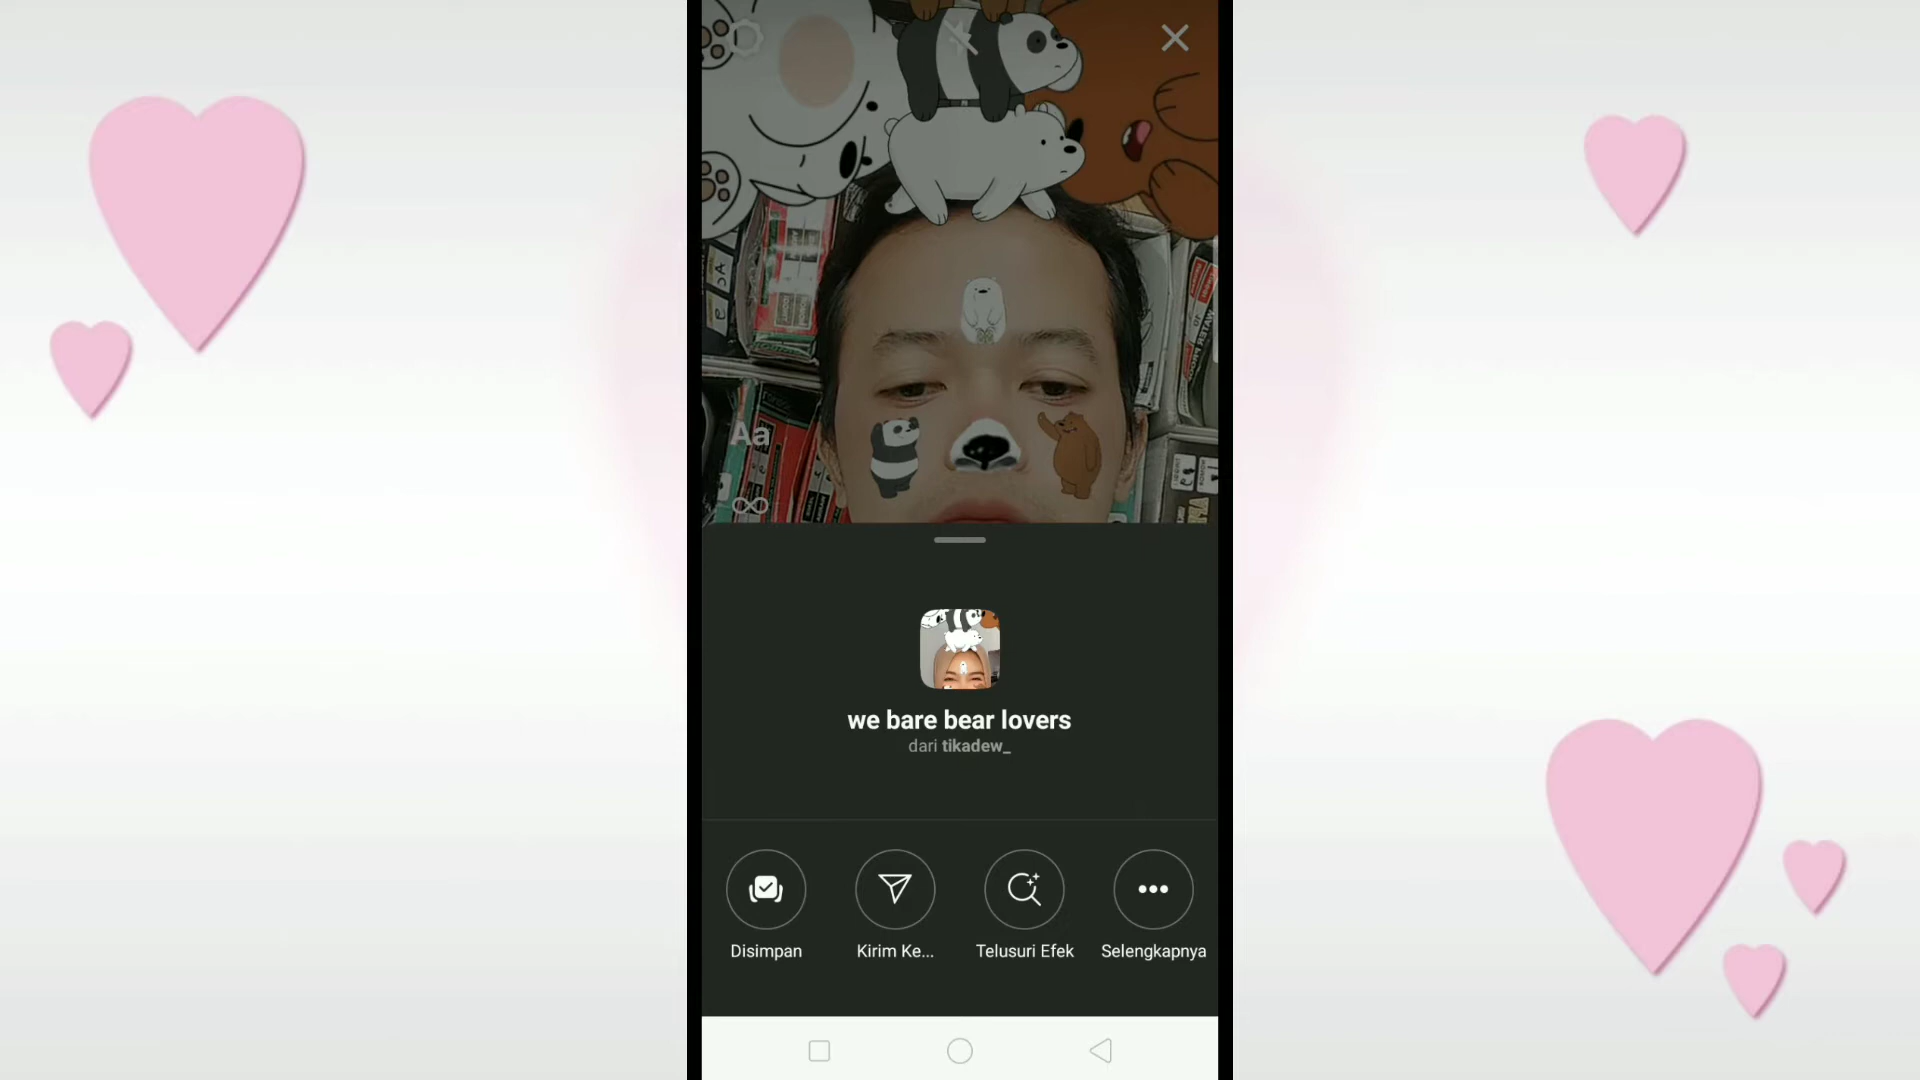 Aa
we bare bear lovers
dari tikadew_
Disimpan
Kirim Ke...
Telusuri Efek
Selengkapnya